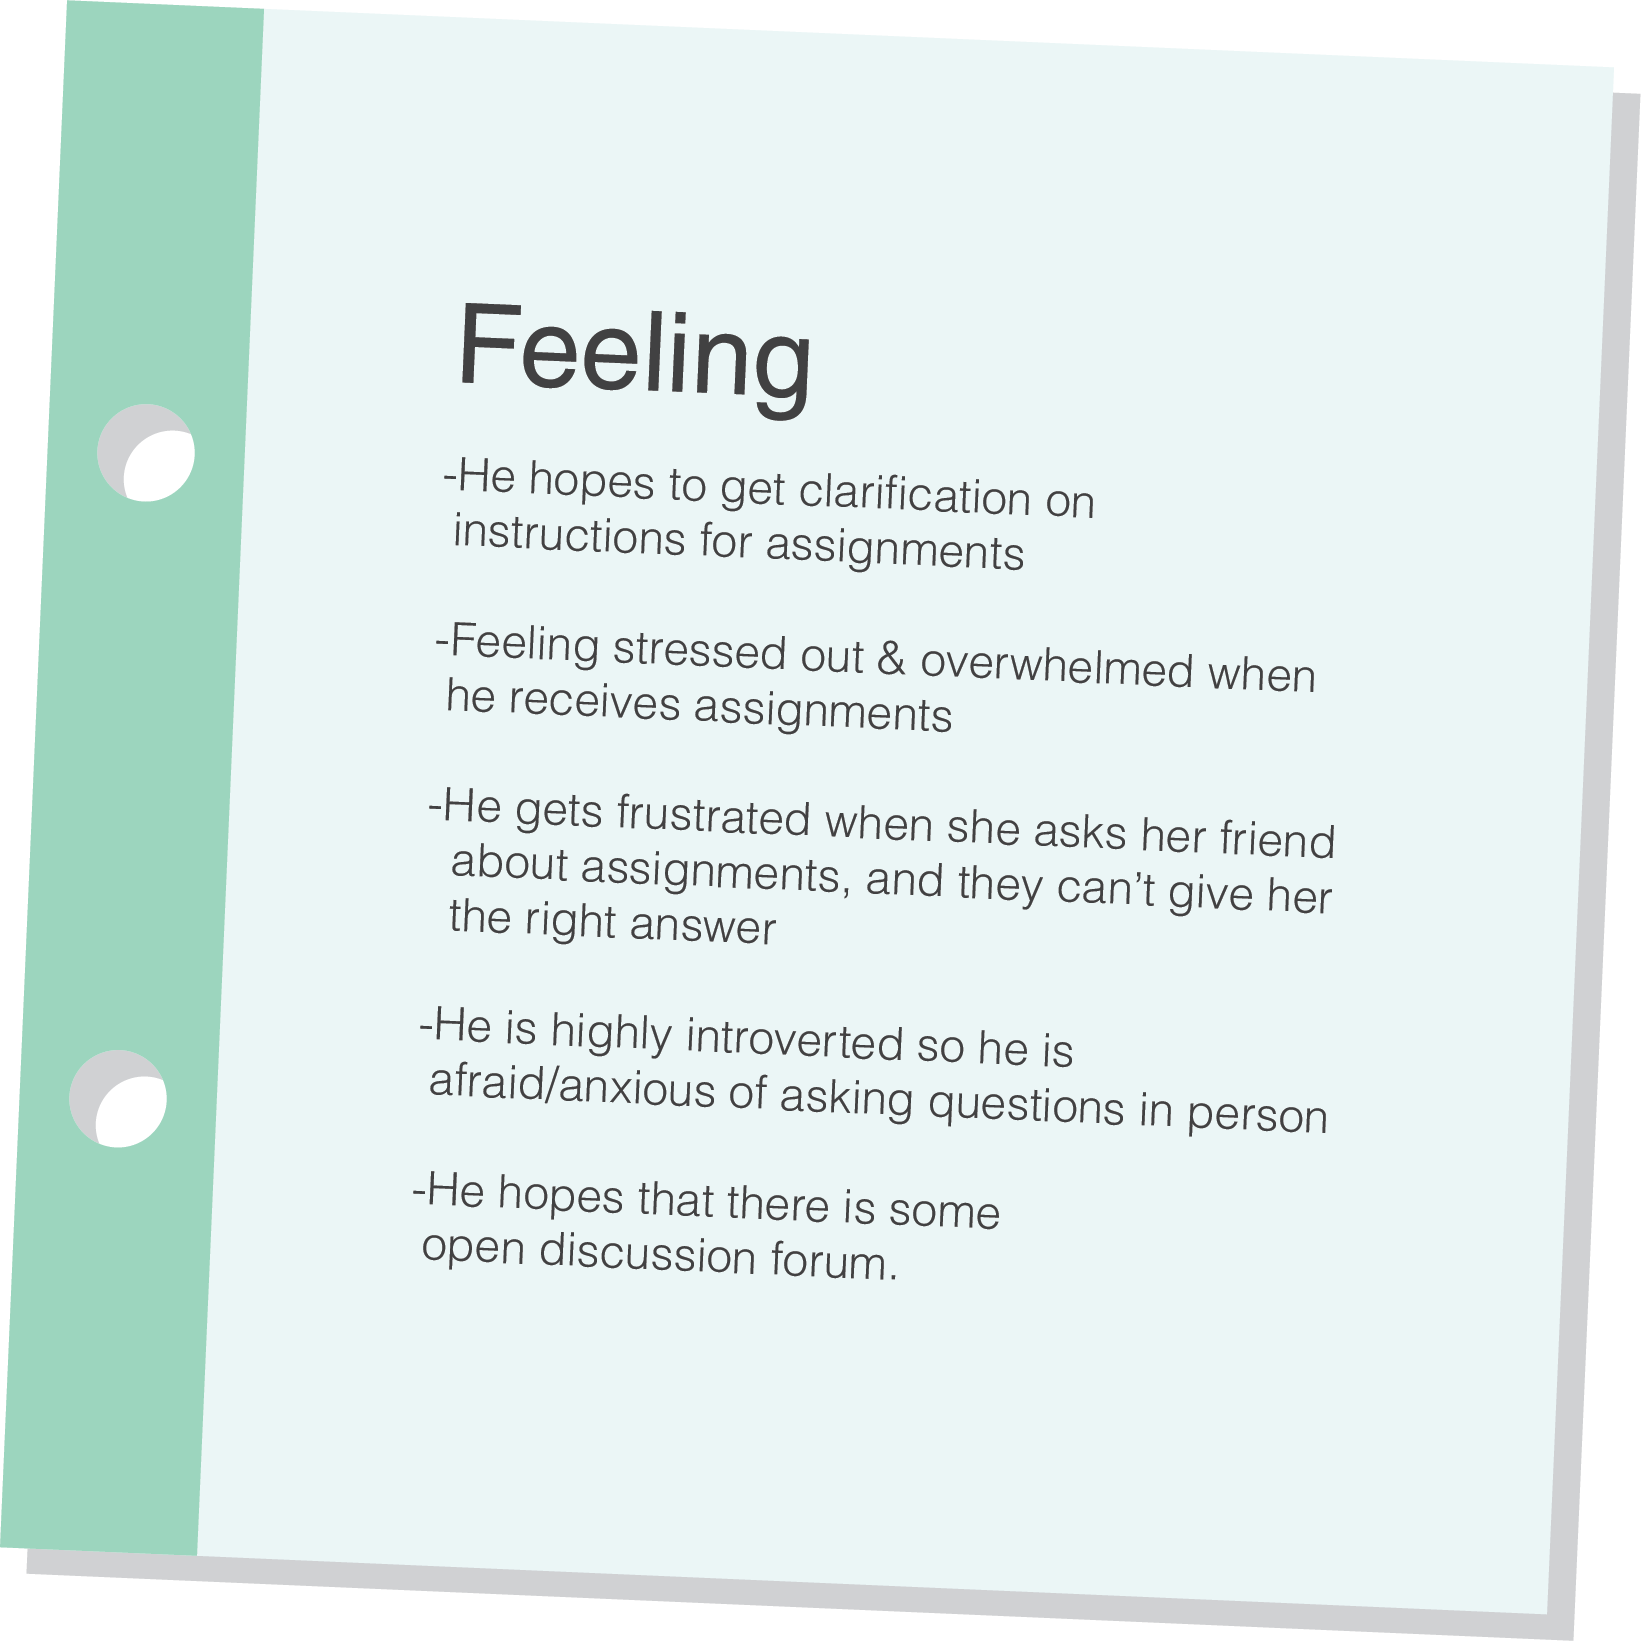 Feeling
-He hopes to get clarification on
instructions for assignments
-Feeling stressed out & overwhelmed when
he receives assignments
-He gets frustrated when she asks her friend
about assignments, and they can’t give her
the right answer
-He is highly introverted so he is
afraid/anxious of asking questions in person
-He hopes that there is some
open discussion forum.